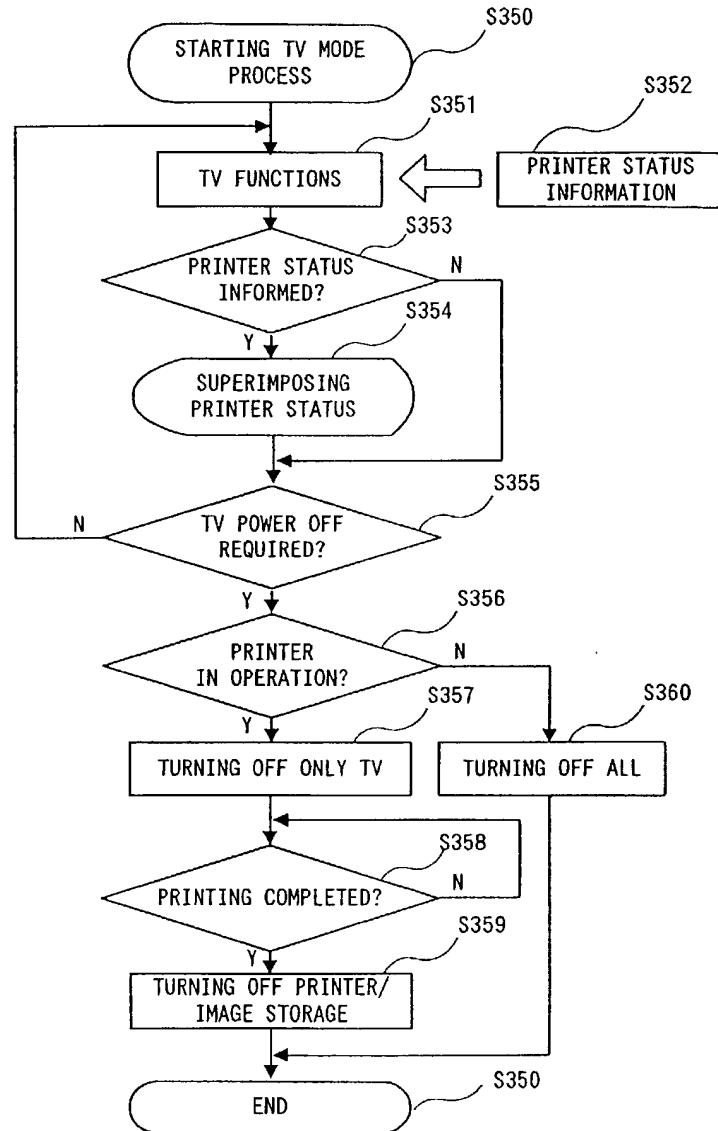 S350
STARTING TV MODE
PROCESS
S351
S352
TV FUNCTIONS
PRINTER STATUS
INFORMATION
S353
PRINTER STATUS
INFORMED?
N
Y
S354
SUPERIMPOSING
PRINTER STATUS
S355
N
TV POWER OFF
REQUIRED?
Y
S356
PRINTER
IN OPERATION?
N
Y
S357
S360
TURNING OFF ONLY TV
TURNING OFF ALL
S358
PRINTING COMPLETED?
N
Y
S359
TURNING OFF PRINTER/
IMAGE STORAGE
S350
END